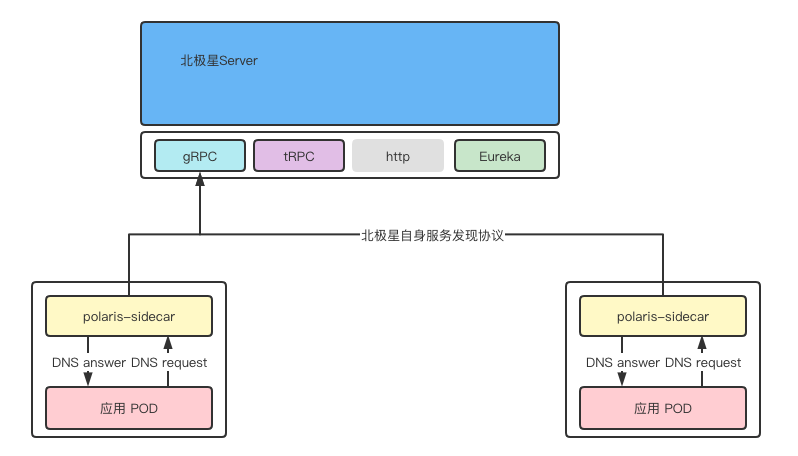 北极星Server
gRPC
tRPC
http
Eureka
北极星自身服务发现协议
polaris-sidecar
DNS answer
DNS request
应用 POD
polaris-sidecar
DNS answer
DNS request
应用 POD